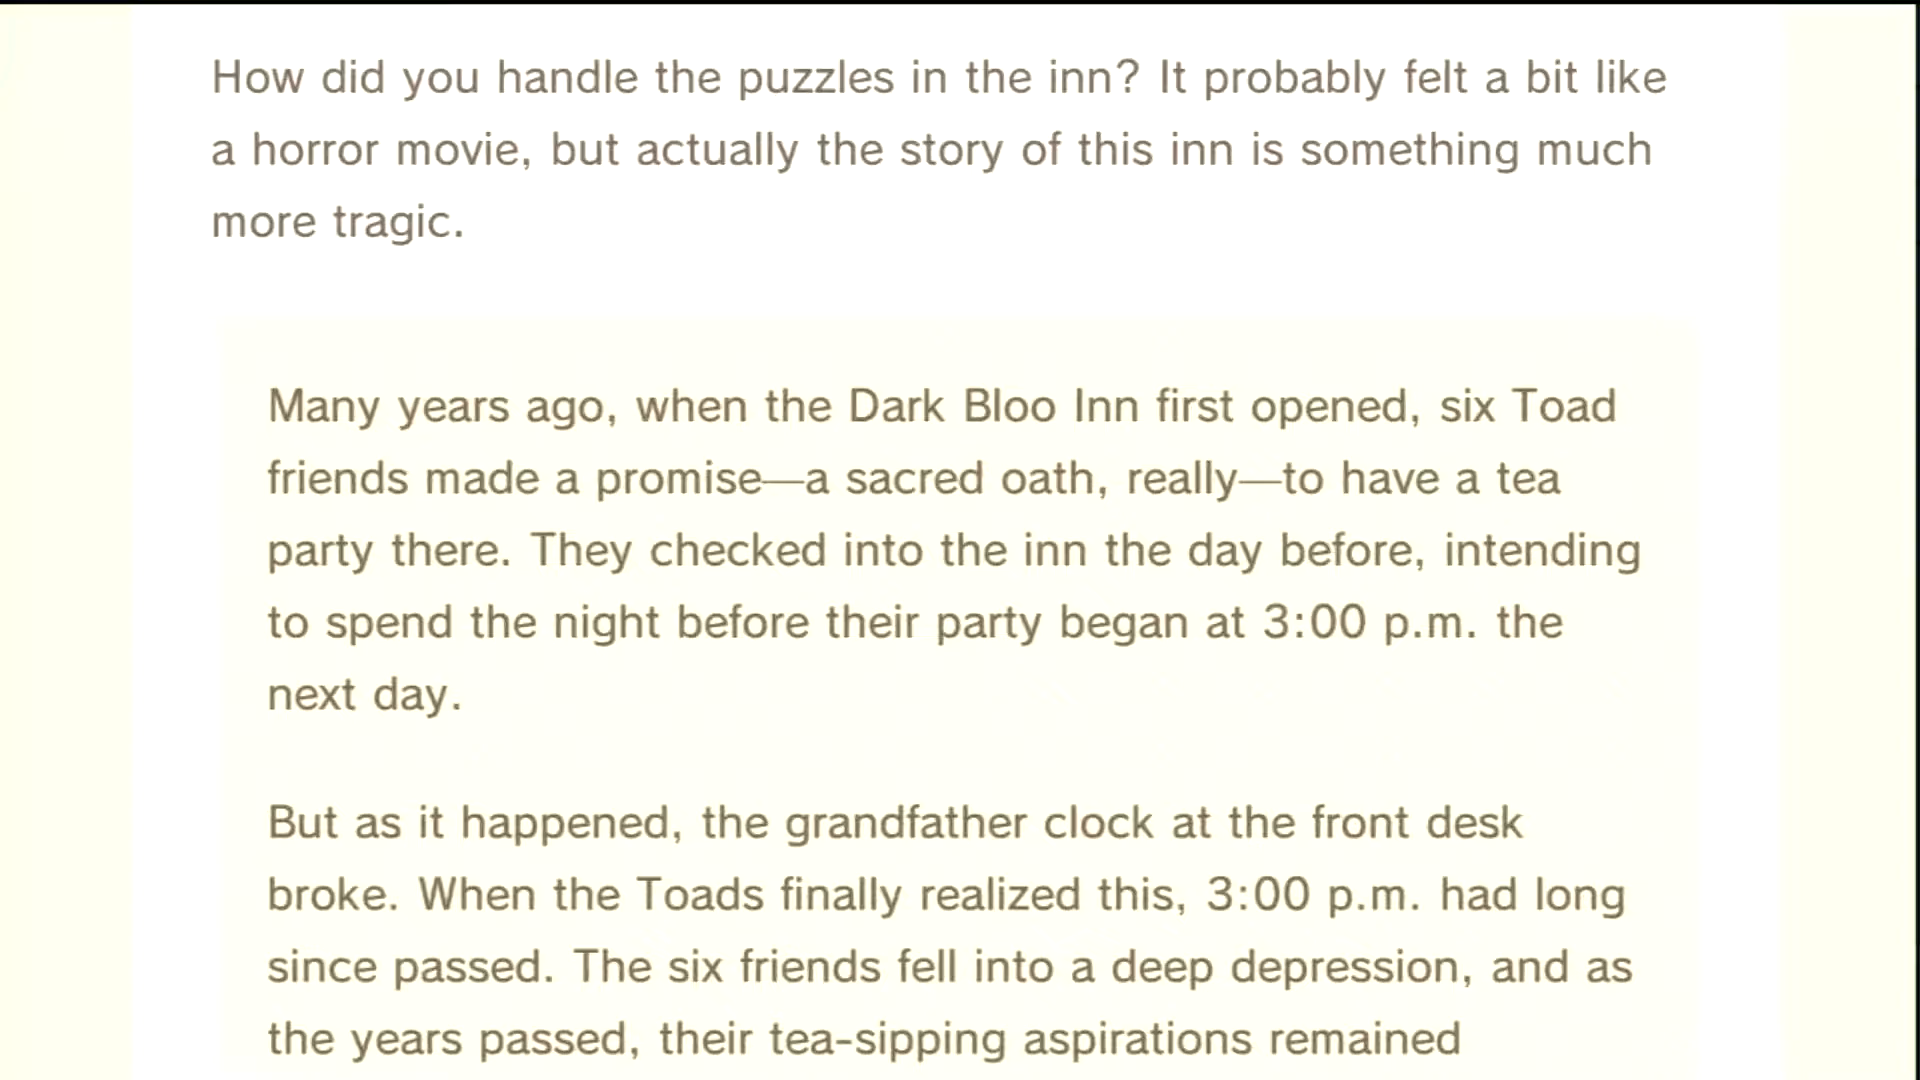 How did you handle the puzzles in the inn? It probably felt a bit like
a horror movie, but actually the story of this inn is something much
more tragic.
Many years ago, when the Dark Bloo Inn first opened, six Toad
friends made a promise—a sacred oath, really—to have a tea
party there. They checked into the inn the day before, intending
to spend the night before their party began at 3:00 p.m. the
next day.
But as it happened, the grandfather clock at the front desk
broke. When the Toads finally realized this, 3:00 p.m. had long
since passed. The six friends fell into a deep depression, and as
the years passed, their tea-sipping aspirations remained